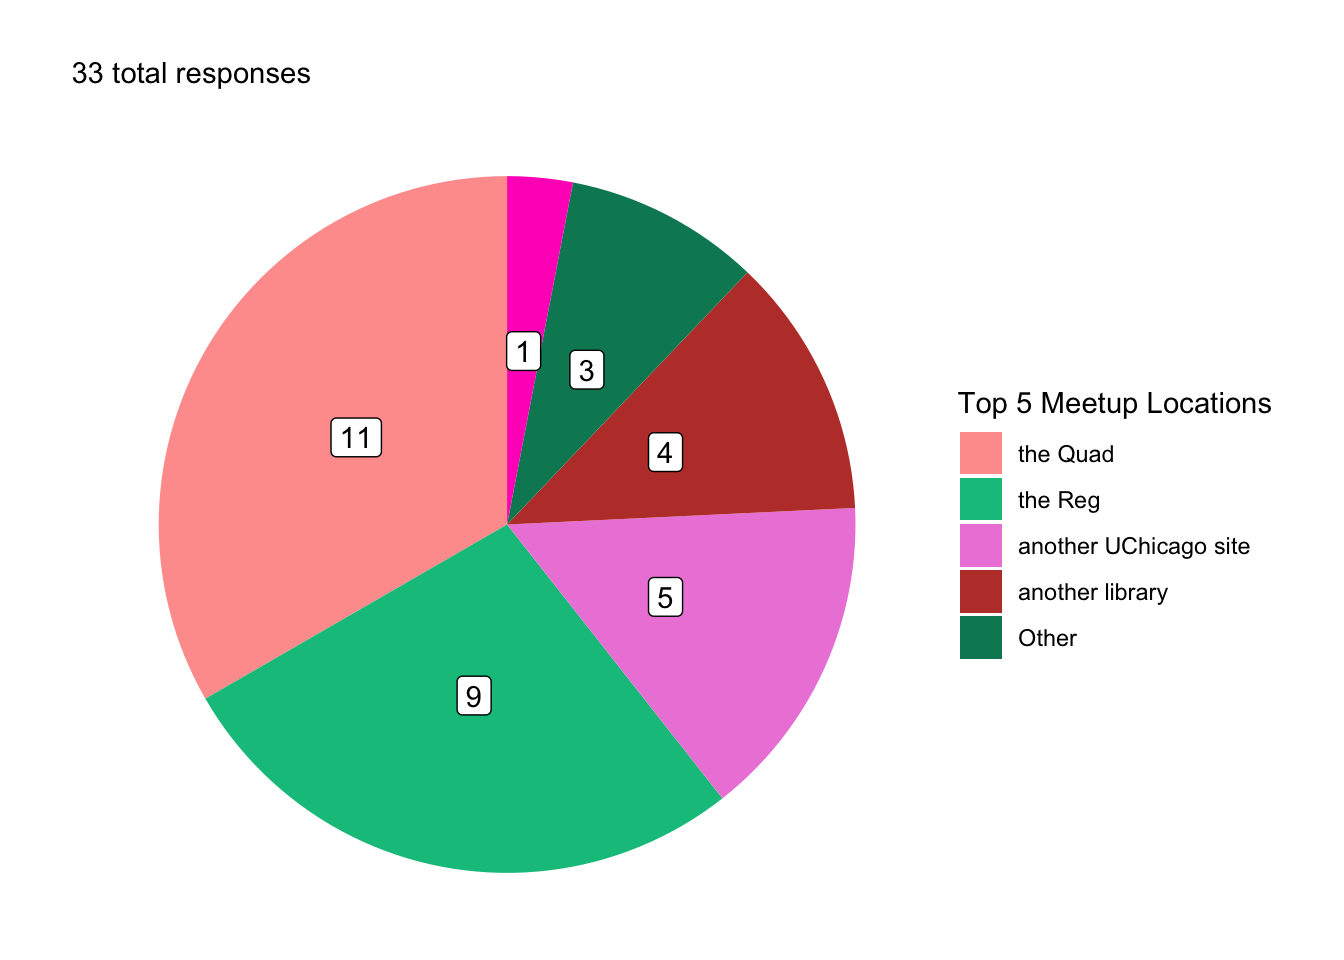 33 total responses
1
3
11
4
5
9
Top 5 Meetup Locations
the Quad
the Reg
another UChicago site
another library
Other